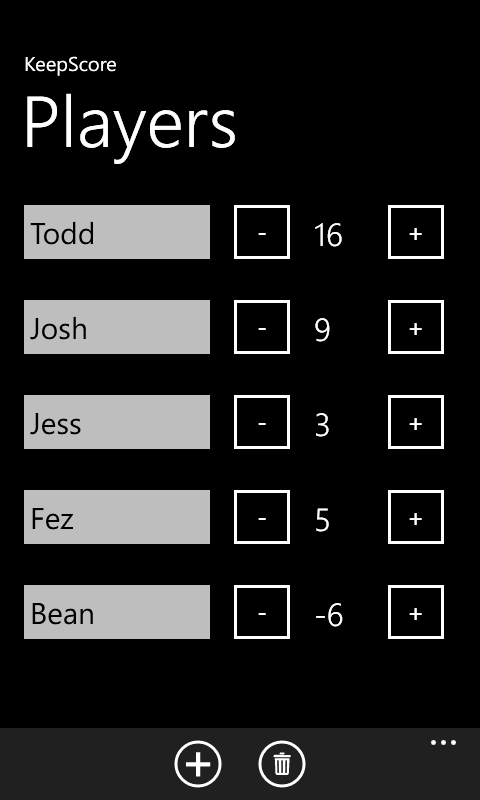 KeepScore
Players
Todd - 16 +
Josh - 9 +
Jess - 3 +
Fez - 5 +
Bean - -6 +